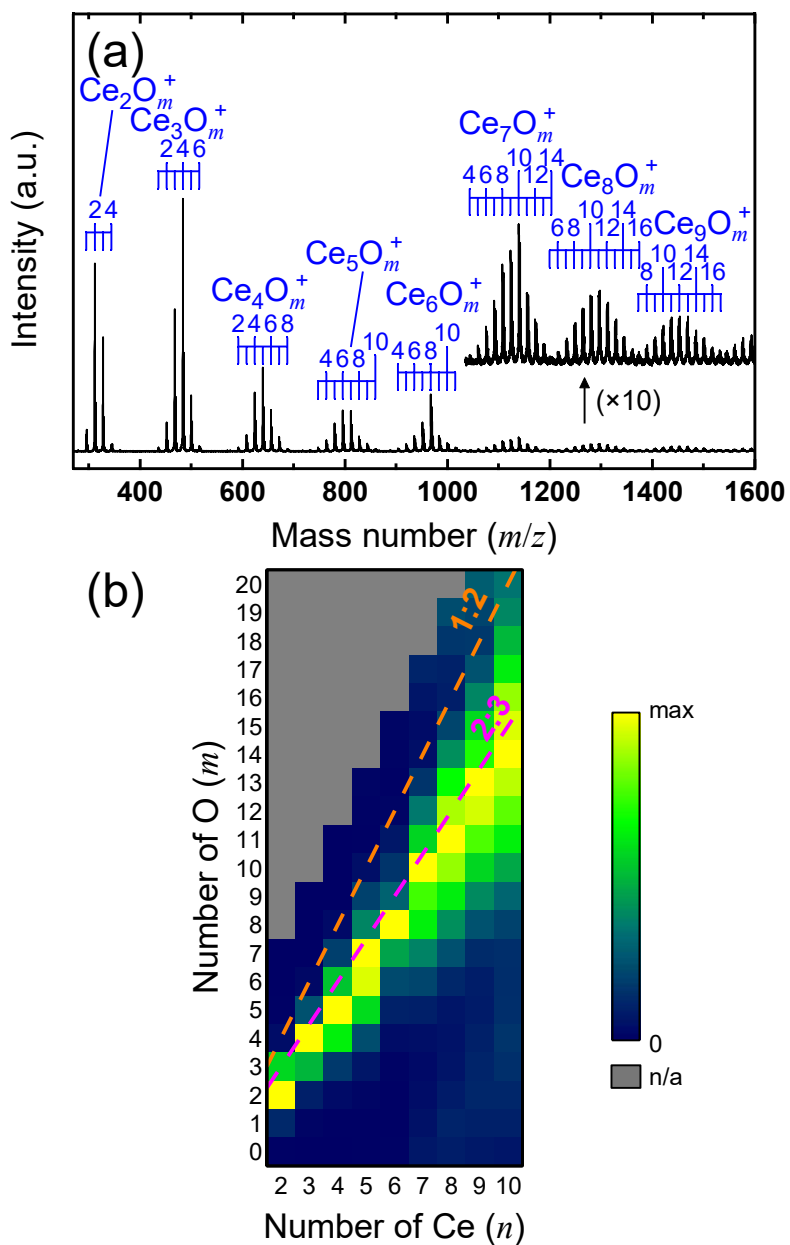 (a)
Ce₂Oₘ⁺
Ce₃Oₘ⁺
2 4 6
2 4
Ce₄Oₘ⁺
2 4 6 8
Ce₅Oₘ⁺
4 6 8 10
Ce₆Oₘ⁺
4 6 8 10
Ce₇Oₘ⁺
4 6 8 10 12 14
Ce₈Oₘ⁺
6 8 10 12 14 16
Ce₉Oₘ⁺
8 10 12 14 16
(×10)
Intensity (a.u.)
400 600 800 1000 1200 1400 1600
Mass number (m/z)
(b)
Number of O (m)
20
19
18
17
16
15
14
13
12
11
10
9
8
7
6
5
4
3
2
1
0
1:2
2:3
2 3 4 5 6 7 8 9 10
Number of Ce (n)
max
0
n/a